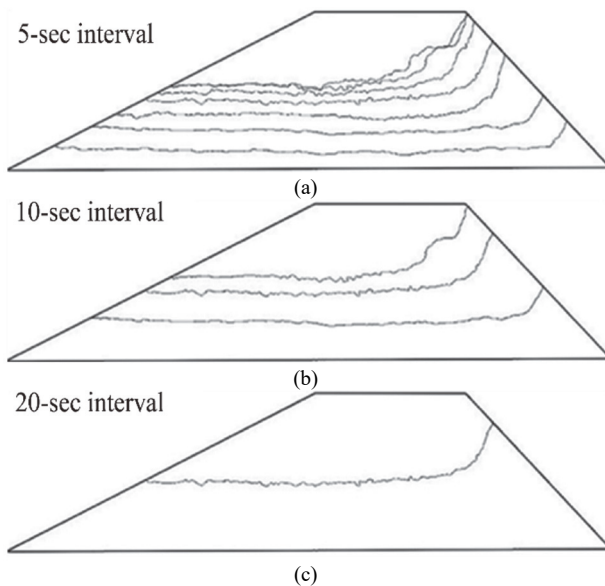 5-sec interval
(a)
10-sec interval
(b)
20-sec interval
(c)